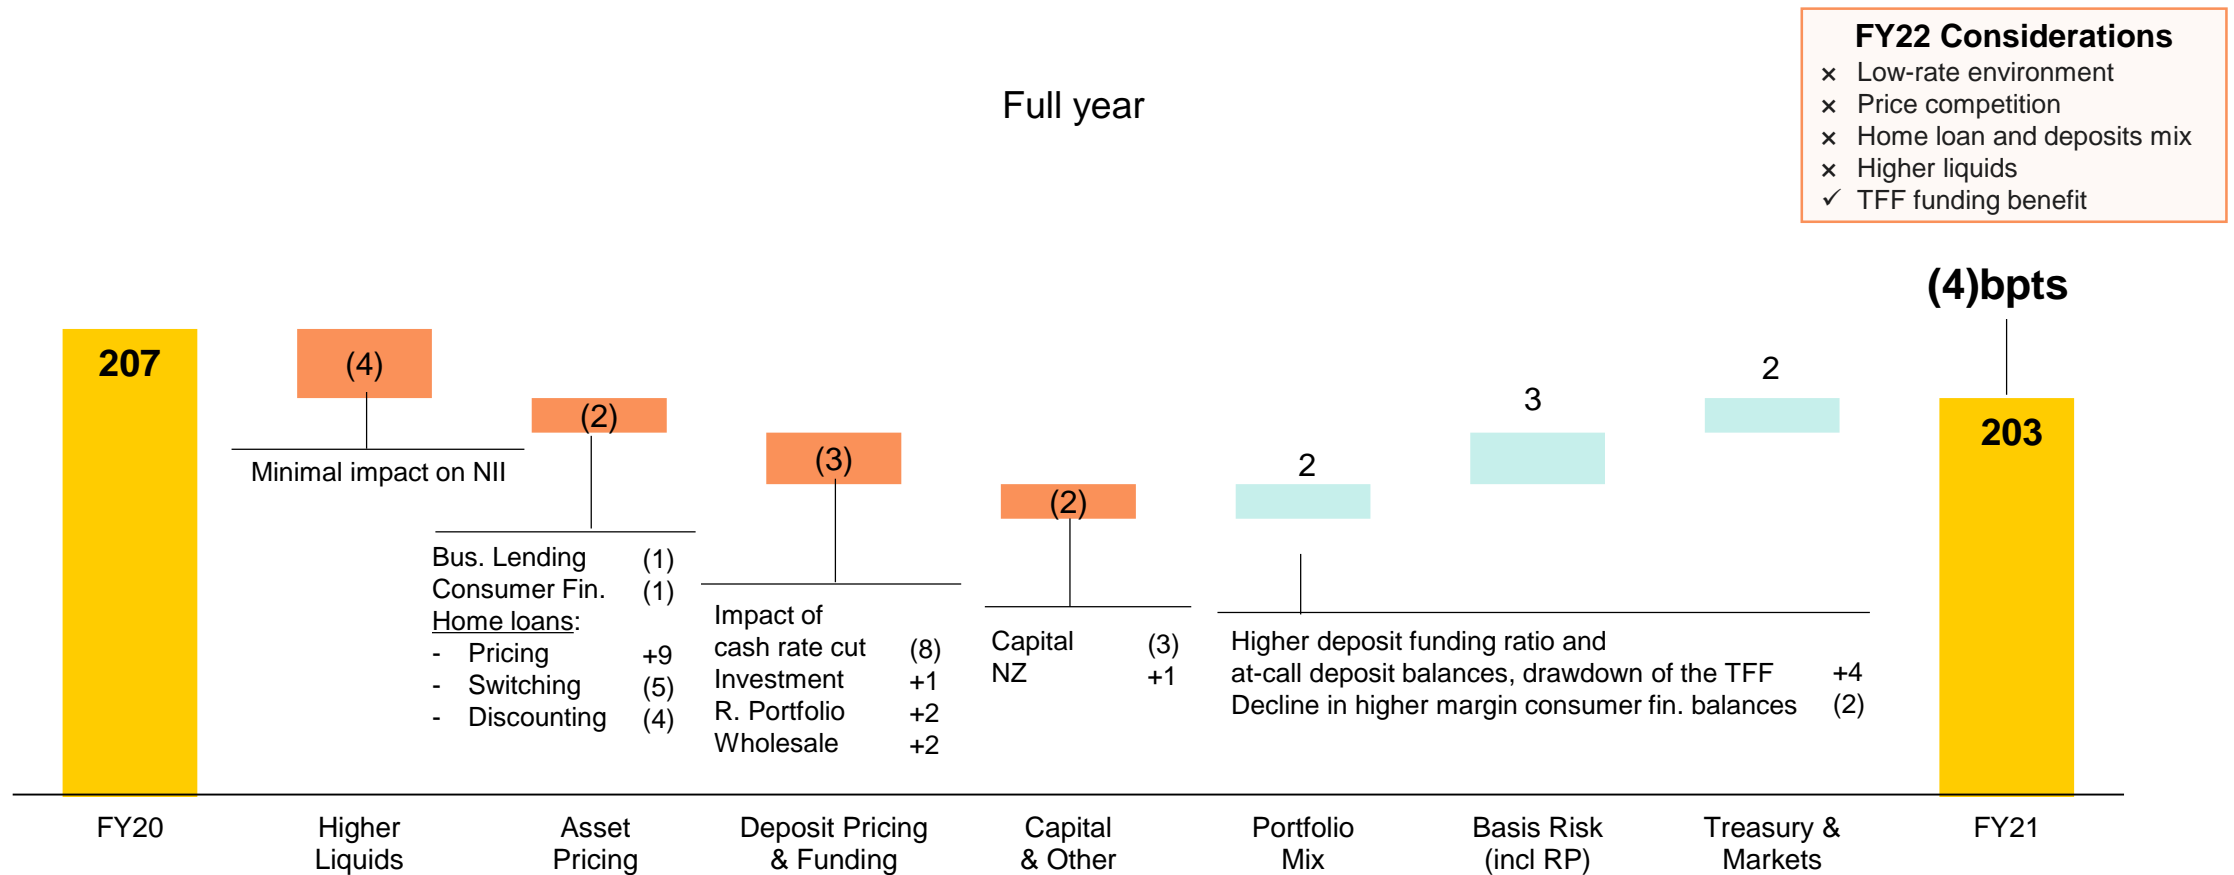 FY22 Considerations
× Low-rate environment
× Price competition
× Home loan and deposits mix
× Higher liquids
✓ TFF funding benefit
Full year
(4)bpts
207
(4)
(2)
(3)
(2)
2
3
2
203
Minimal impact on NII
Bus. Lending (1)
Consumer Fin. (1)
Home loans:
- Pricing +9
- Switching (5)
- Discounting (4)
Impact of
cash rate cut (8)
Investment +1
R. Portfolio +2
Wholesale +2
Capital (3)
NZ +1
Higher deposit funding ratio and
at-call deposit balances, drawdown of the TFF +4
Decline in higher margin consumer fin. balances (2)
FY20
Higher
Liquids
Asset
Pricing
Deposit Pricing
& Funding
Capital
& Other
Portfolio
Mix
Basis Risk
(incl RP)
Treasury &
Markets
FY21